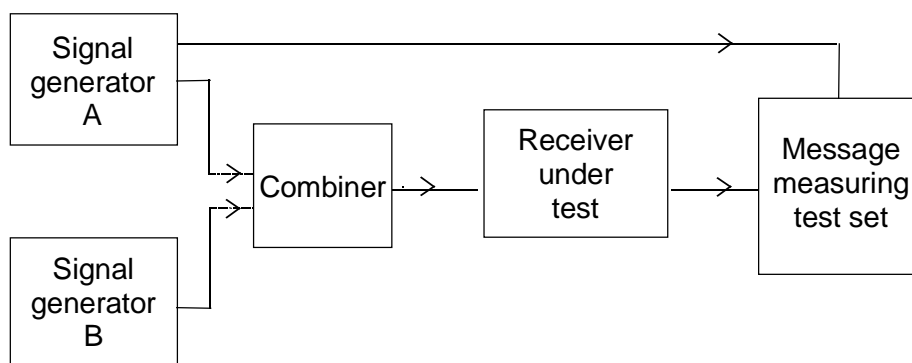 Signal
generator
A
Combiner
Receiver
under
test
Message
measuring
test set
Signal
generator
B